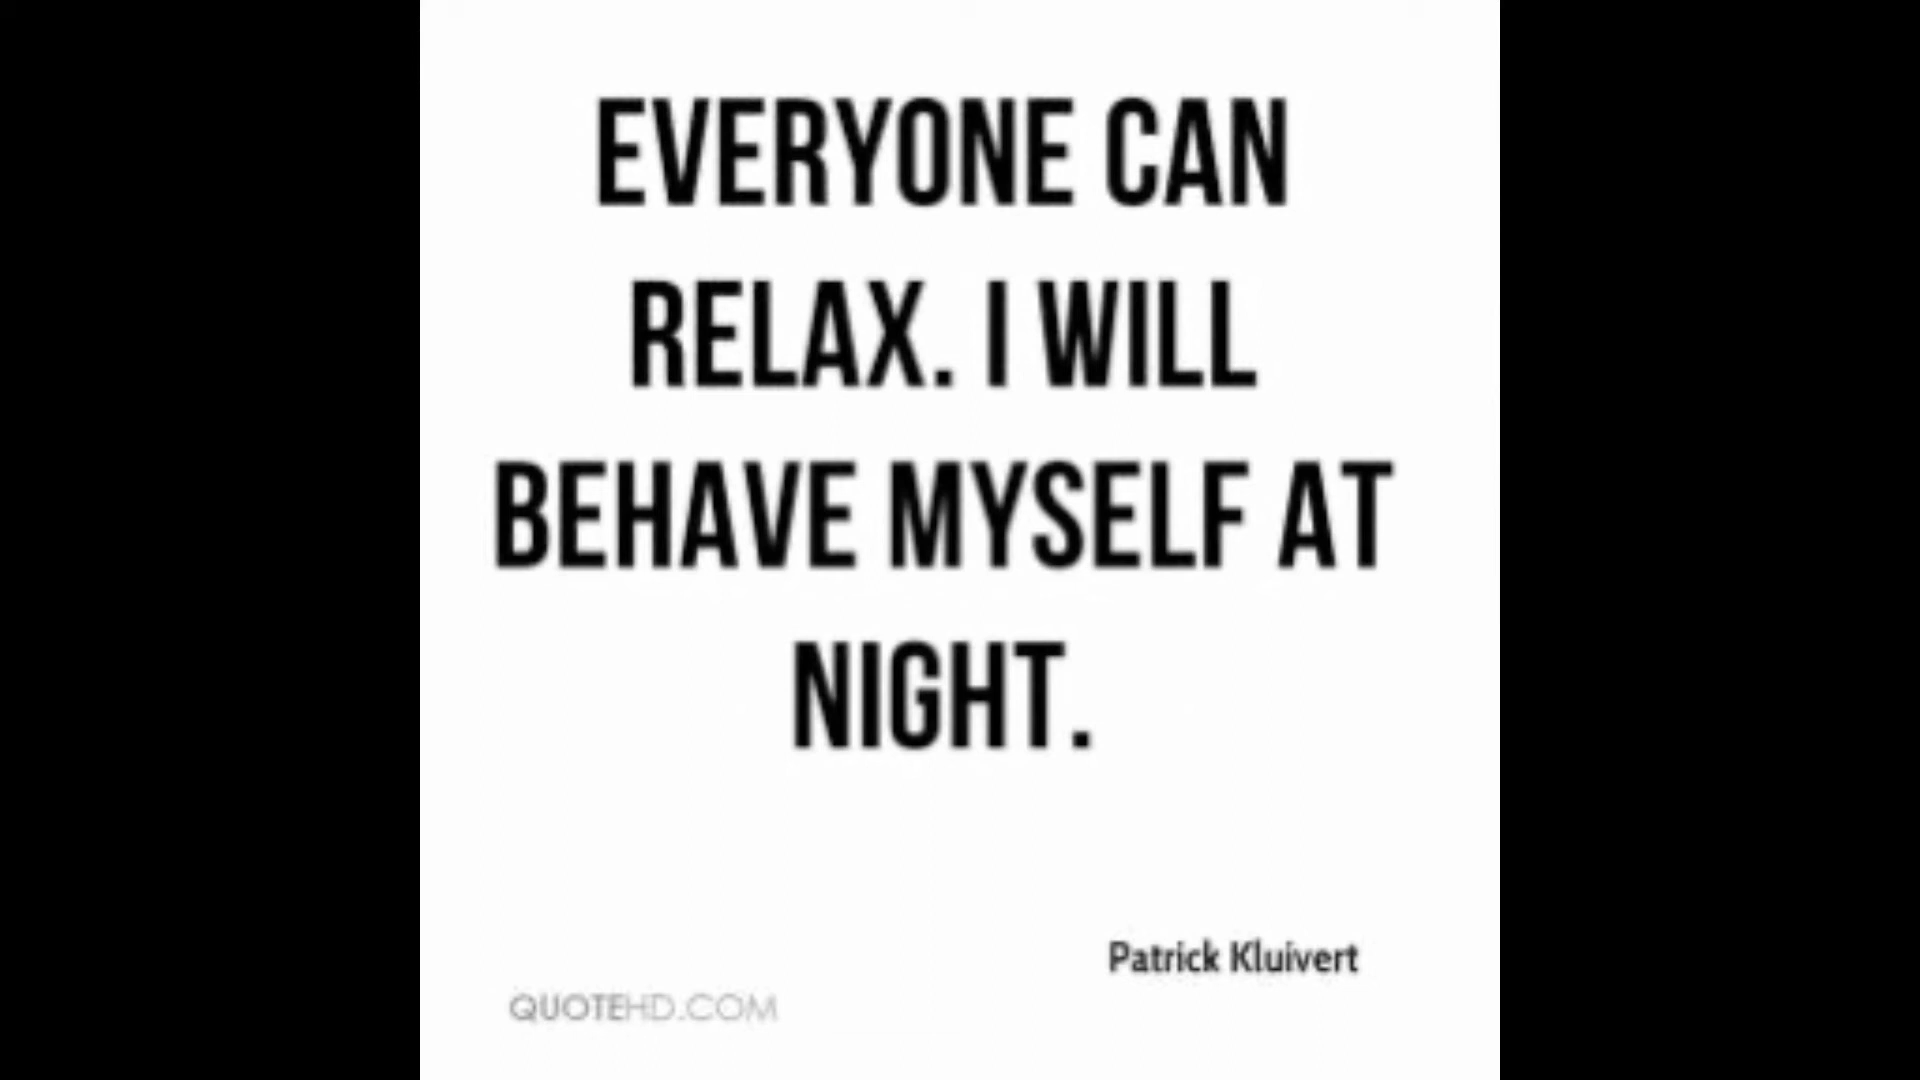 EVERYONE CAN
RELAX. I WILL
BEHAVE MYSELF AT
NIGHT.
Patrick Kluivert
QUOTEHD.COM